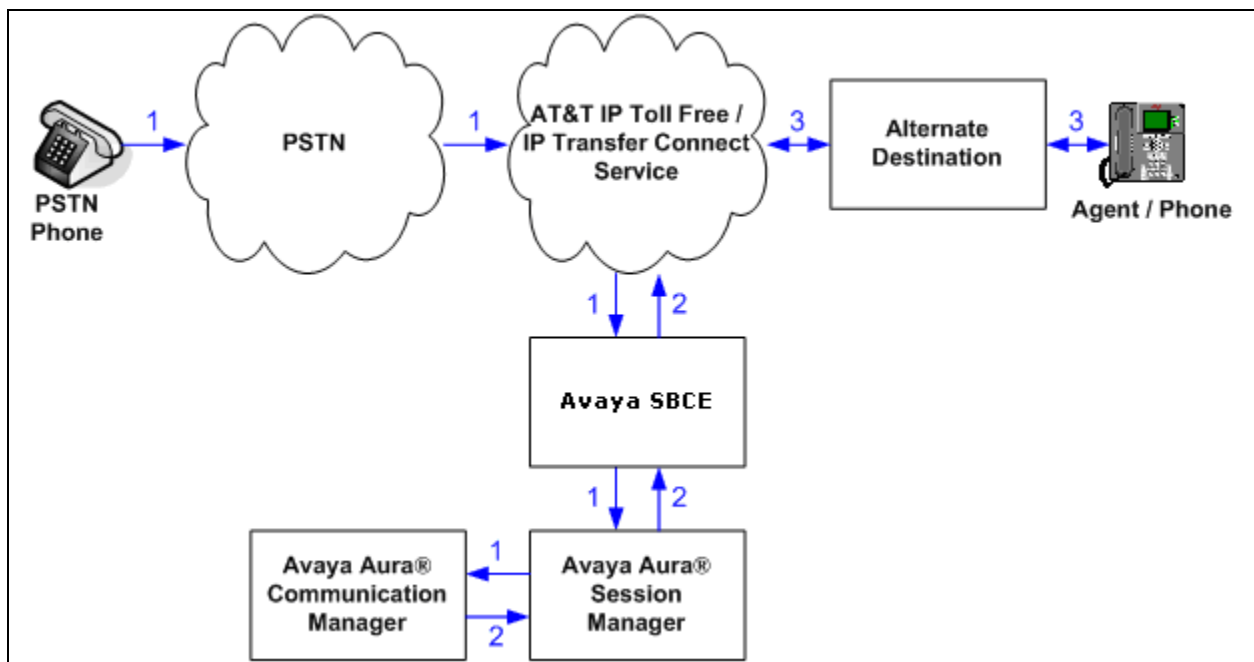 1
PSTN
Phone
PSTN
1
AT&T IP Toll Free /
IP Transfer Connect
Service
3
Alternate
Destination
3
Agent / Phone
1
2
Avaya SBCE
1
2
Avaya Aura®
Communication
Manager
1
2
Avaya Aura®
Session
Manager